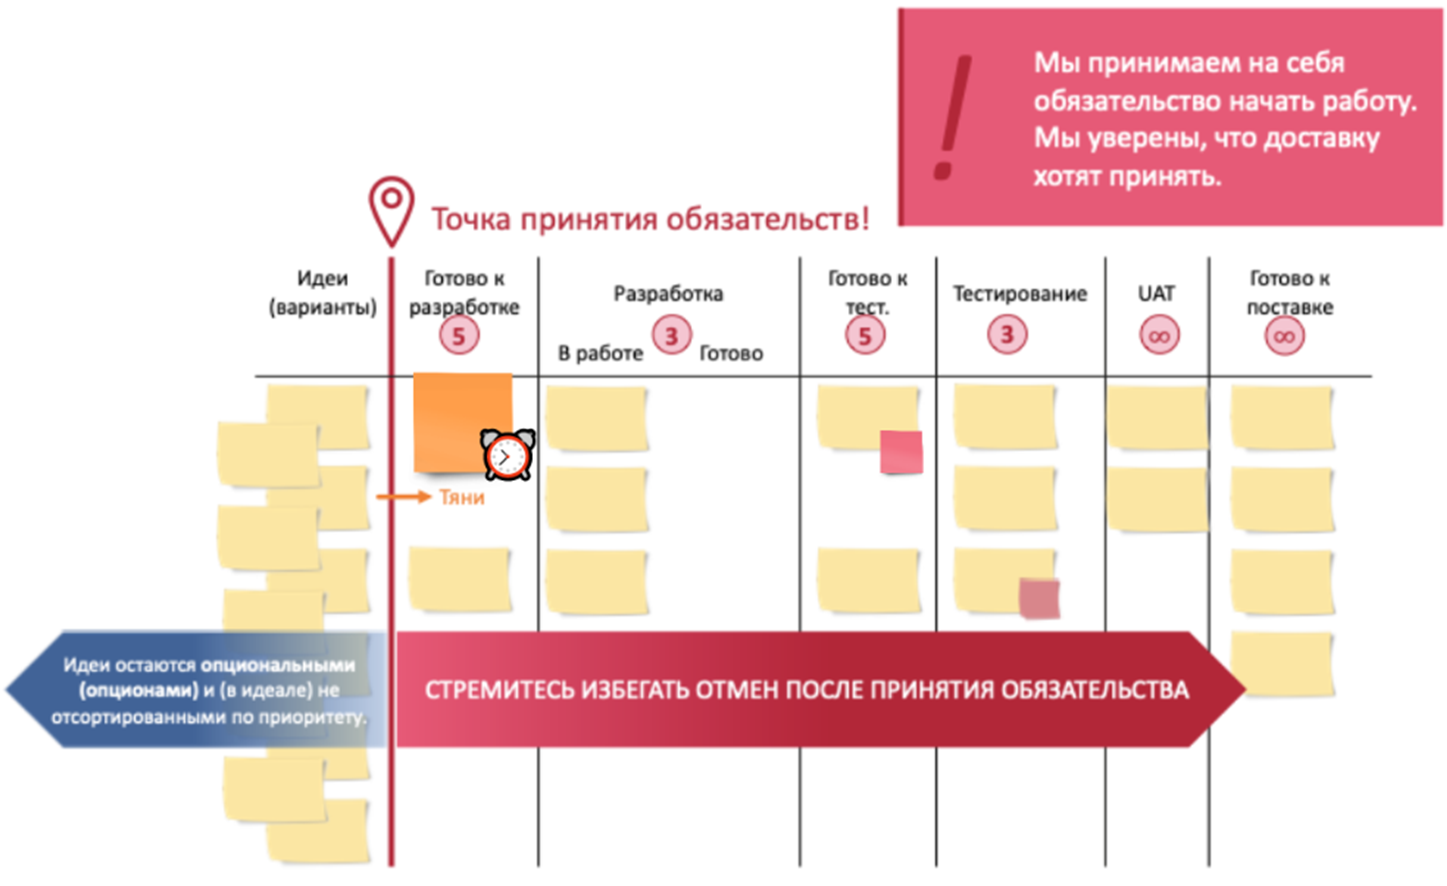 Мы принимаем на себя
обязательство начать работу.
Мы уверены, что доставку
хотят принять.
!
Точка принятия обязательств!
Идеи
(варианты)
Готово к
разработке
5
Разработка
3
В работе
Готово
Готово к
тест.
5
Тестирование
3
UAT
∞
Готово к
поставке
∞
Тяни
Идеи остаются опциональными
(опционами) и (в идеале) не
отсортированными по приоритету.
СТРЕМИТЕСЬ ИЗБЕГАТЬ ОТМЕН ПОСЛЕ ПРИНЯТИЯ ОБЯЗАТЕЛЬСТВА